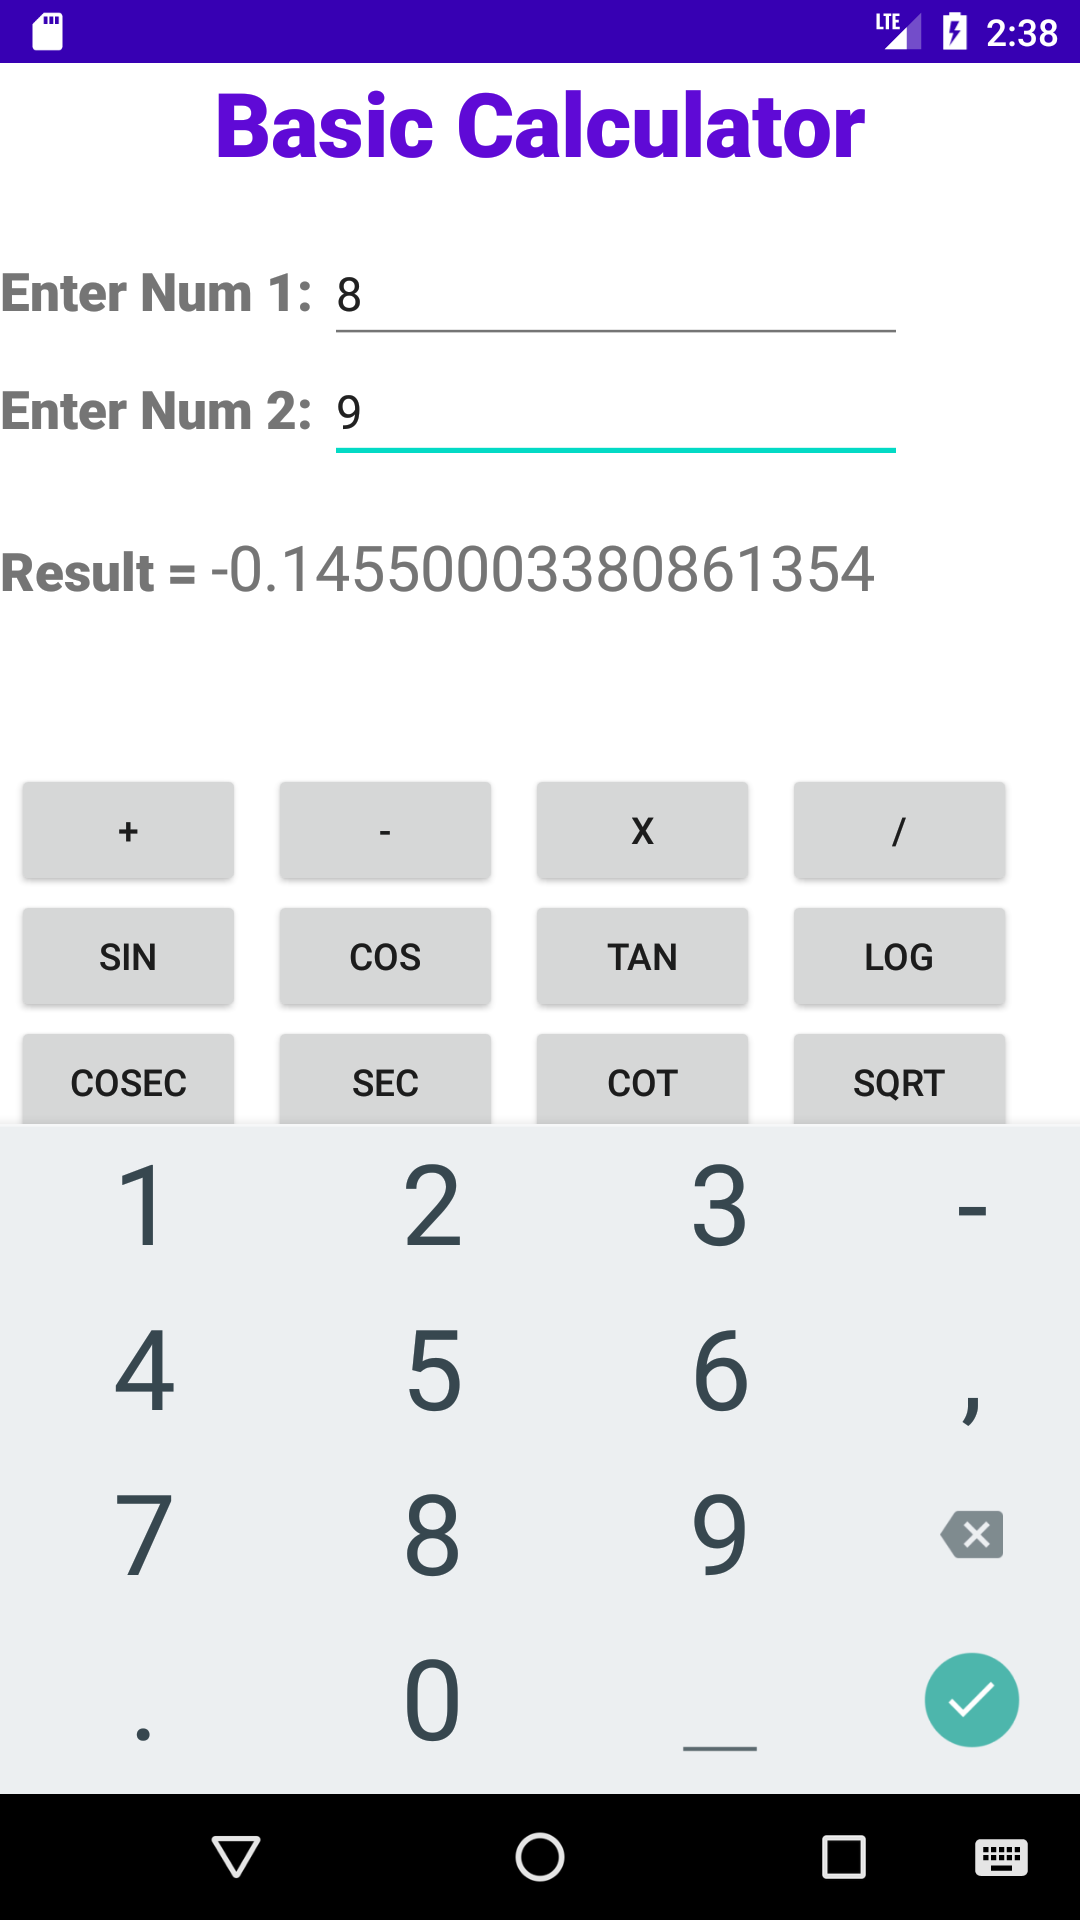 LTE 2:38
Basic Calculator
Enter Num 1: 8
Enter Num 2: 9
Result = -0.14550003380861354
+ - X /
SIN COS TAN LOG
COSEC SEC COT SQRT
1 2 3 -
4 5 6 ,
7 8 9
. 0 _